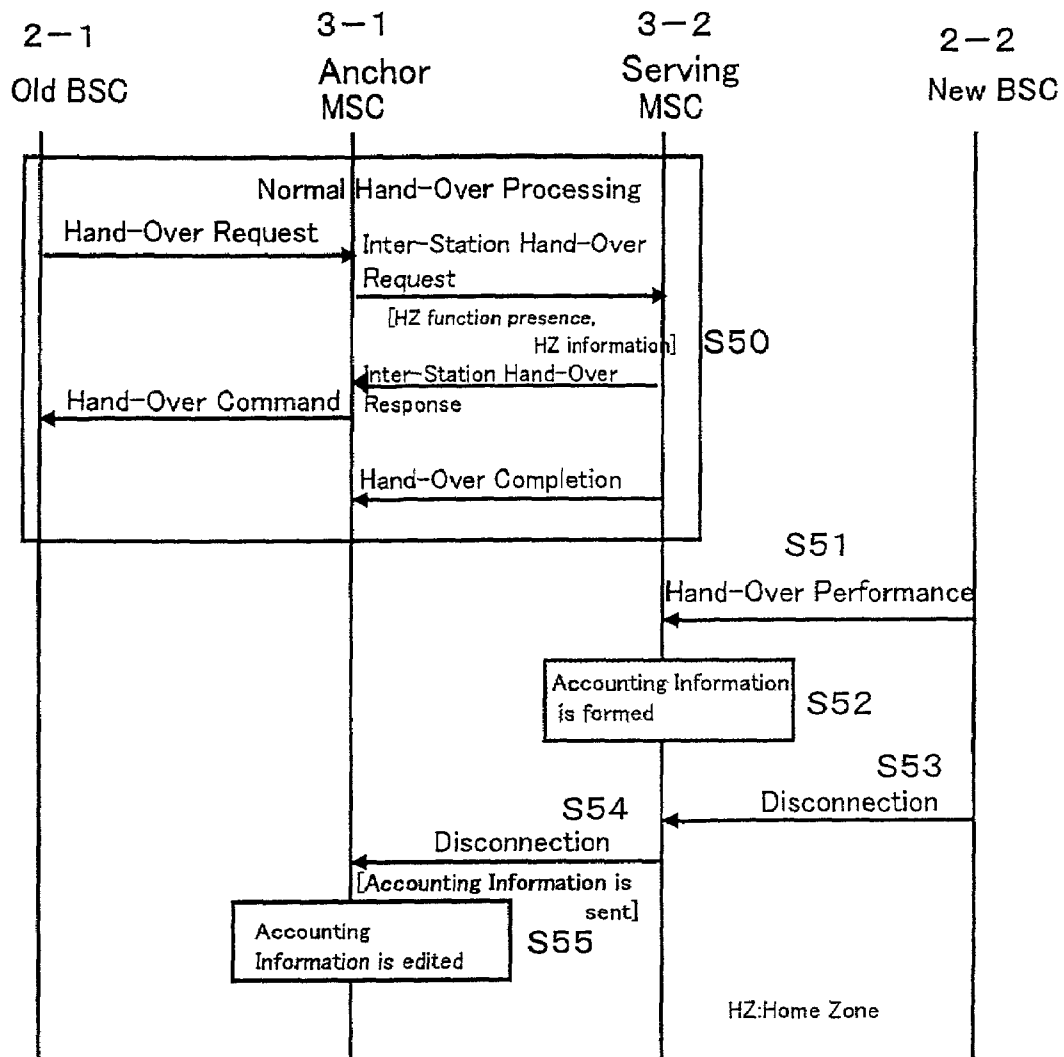 2-1
3-1
3-2
2-2
Old BSC
Anchor
MSC
Serving
MSC
New BSC
Normal Hand-Over Processing
Hand-Over Request
Inter-Station Hand-Over
Request
[HZ function presence,
HZ information]
S50
Inter-Station Hand-Over
Response
Hand-Over Command
Hand-Over Completion
S51
Hand-Over Performance
Accounting Information
is formed
S52
S53
Disconnection
S54
Disconnection
[Accounting Information is
sent]
Accounting
Information is edited
S55
HZ:Home Zone